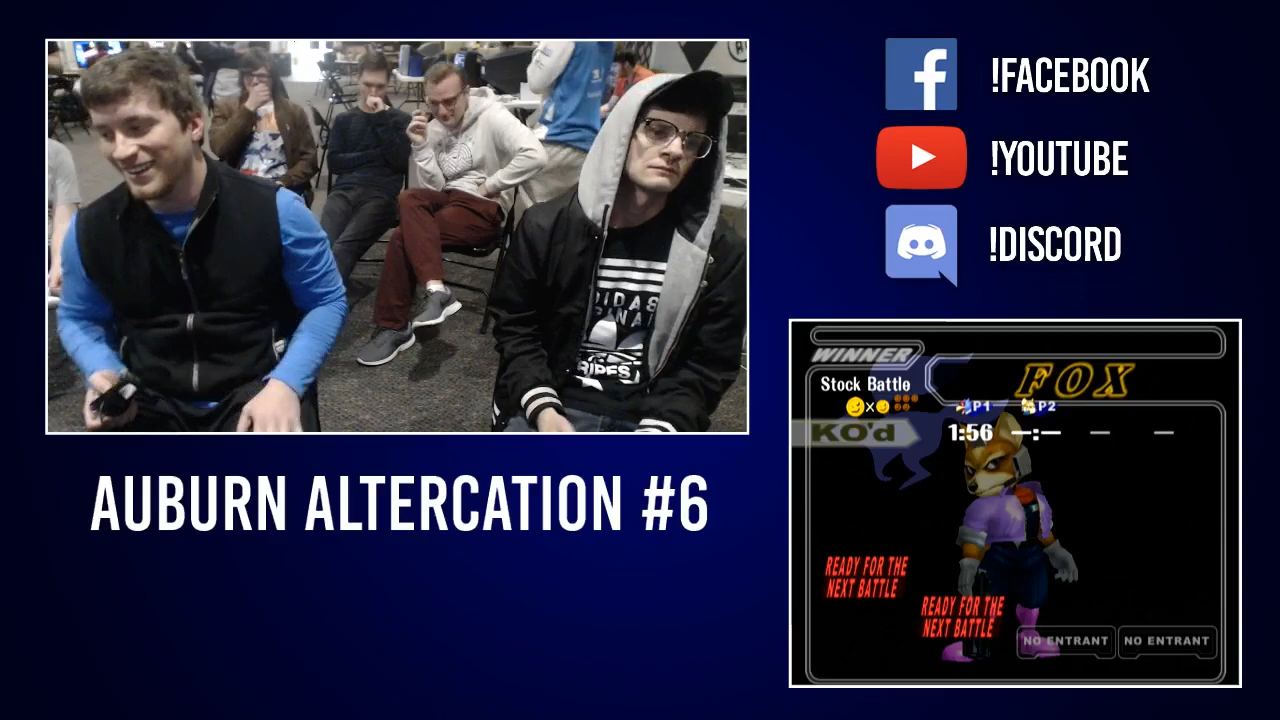 !FACEBOOK
!YOUTUBE
!DISCORD
AUBURN ALTERCATION #6
WINNER
FOX
Stock Battle
P1
P2
KO'd
1:56 —:— — —
READY FOR THE
NEXT BATTLE
READY FOR THE
NEXT BATTLE
NO ENTRANT
NO ENTRANT